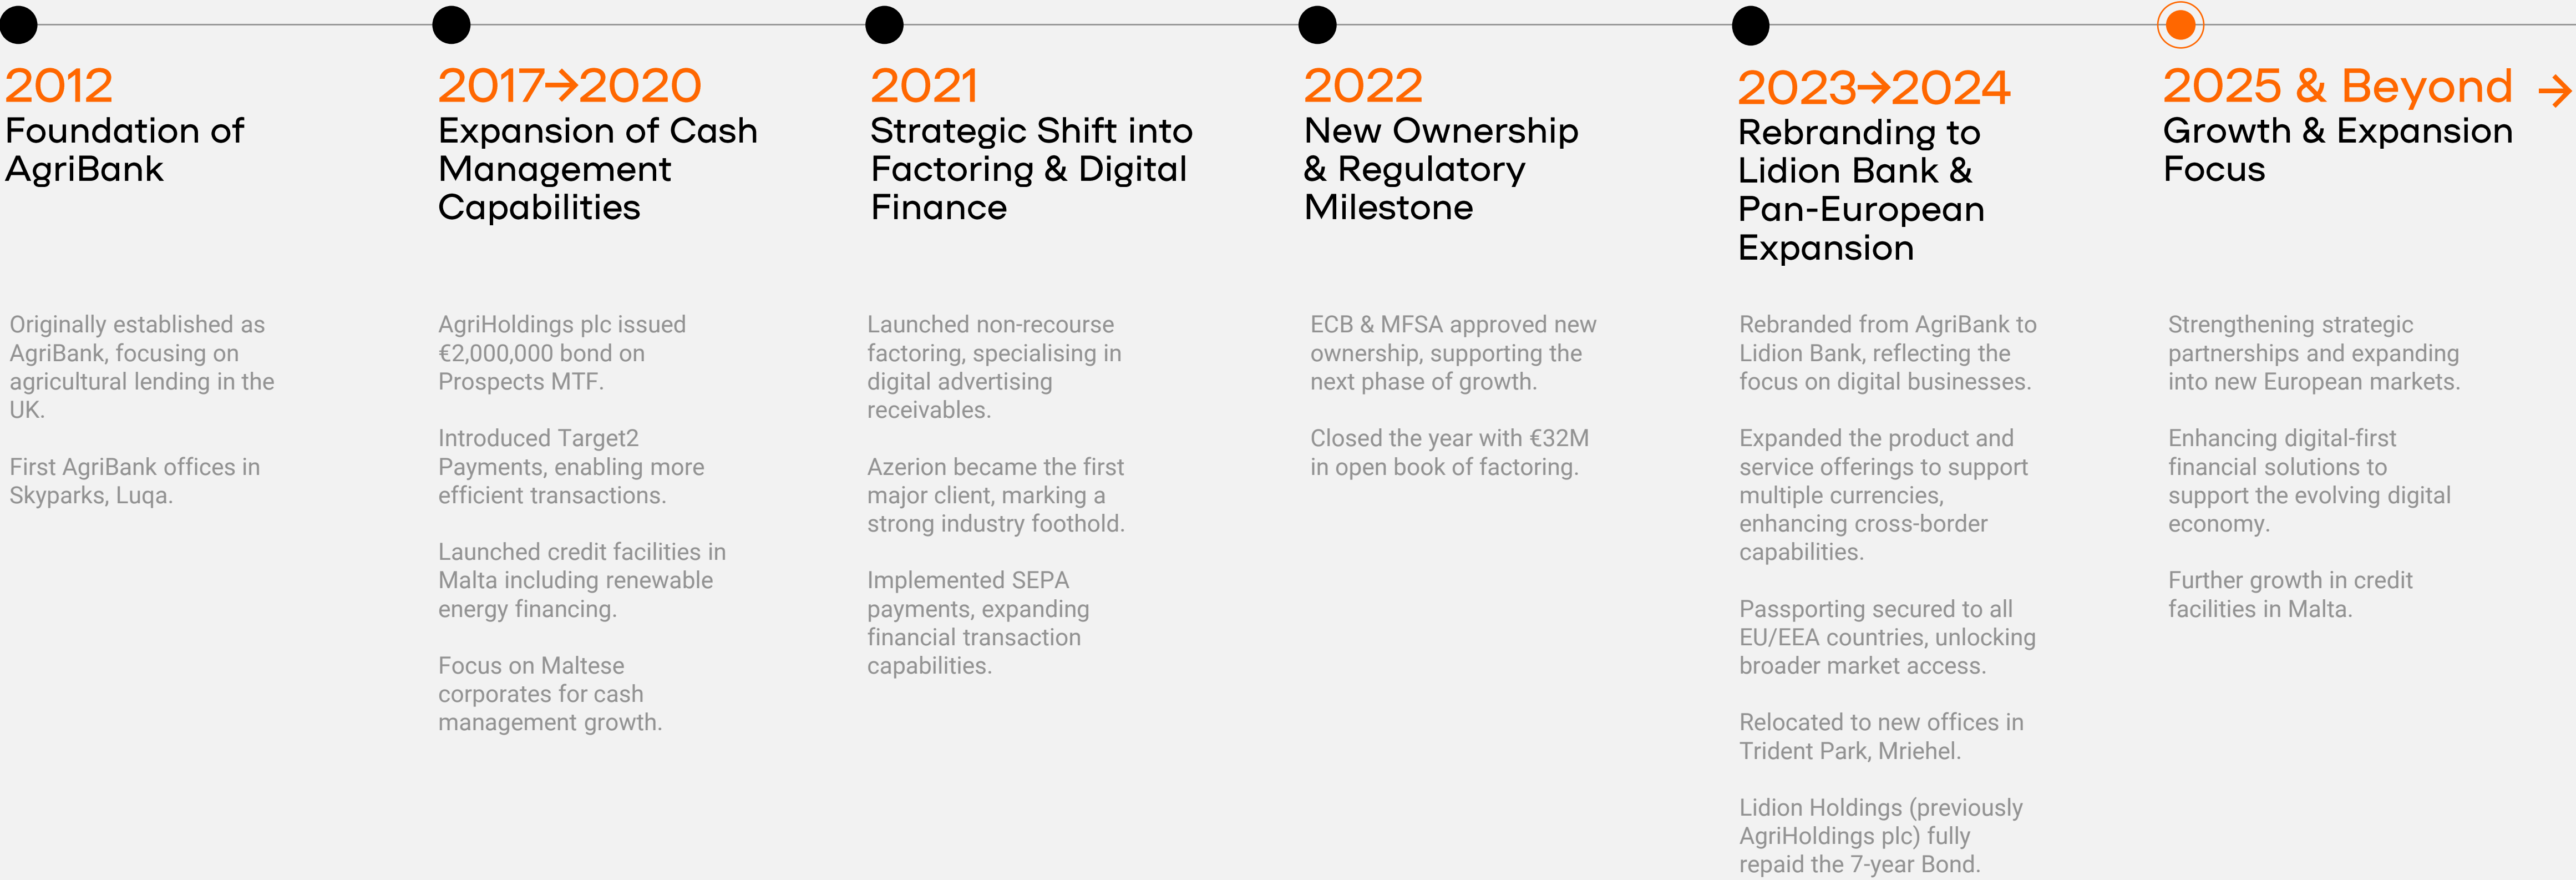 2012
Foundation of
AgriBank
Originally established as
AgriBank, focusing on
agricultural lending in the
UK.
First AgriBank offices in
Skyparks, Luqa.
2017→2020
Expansion of Cash
Management
Capabilities
AgriHoldings plc issued
€2,000,000 bond on
Prospects MTF.
Introduced Target2
Payments, enabling more
efficient transactions.
Launched credit facilities in
Malta including renewable
energy financing.
Focus on Maltese
corporates for cash
management growth.
2021
Strategic Shift into
Factoring & Digital
Finance
Launched non-recourse
factoring, specialising in
digital advertising
receivables.
Azerion became the first
major client, marking a
strong industry foothold.
Implemented SEPA
payments, expanding
financial transaction
capabilities.
2022
New Ownership
& Regulatory
Milestone
ECB & MFSA approved new
ownership, supporting the
next phase of growth.
Closed the year with €32M
in open book of factoring.
2023→2024
Rebranding to
Lidion Bank &
Pan-European
Expansion
Rebranded from AgriBank to
Lidion Bank, reflecting the
focus on digital businesses.
Expanded the product and
service offerings to support
multiple currencies,
enhancing cross-border
capabilities.
Passporting secured to all
EU/EEA countries, unlocking
broader market access.
Relocated to new offices in
Trident Park, Mriehel.
Lidion Holdings (previously
AgriHoldings plc) fully
repaid the 7-year Bond.
2025 & Beyond →
Growth & Expansion
Focus
Strengthening strategic
partnerships and expanding
into new European markets.
Enhancing digital-first
financial solutions to
support the evolving digital
economy.
Further growth in credit
facilities in Malta.